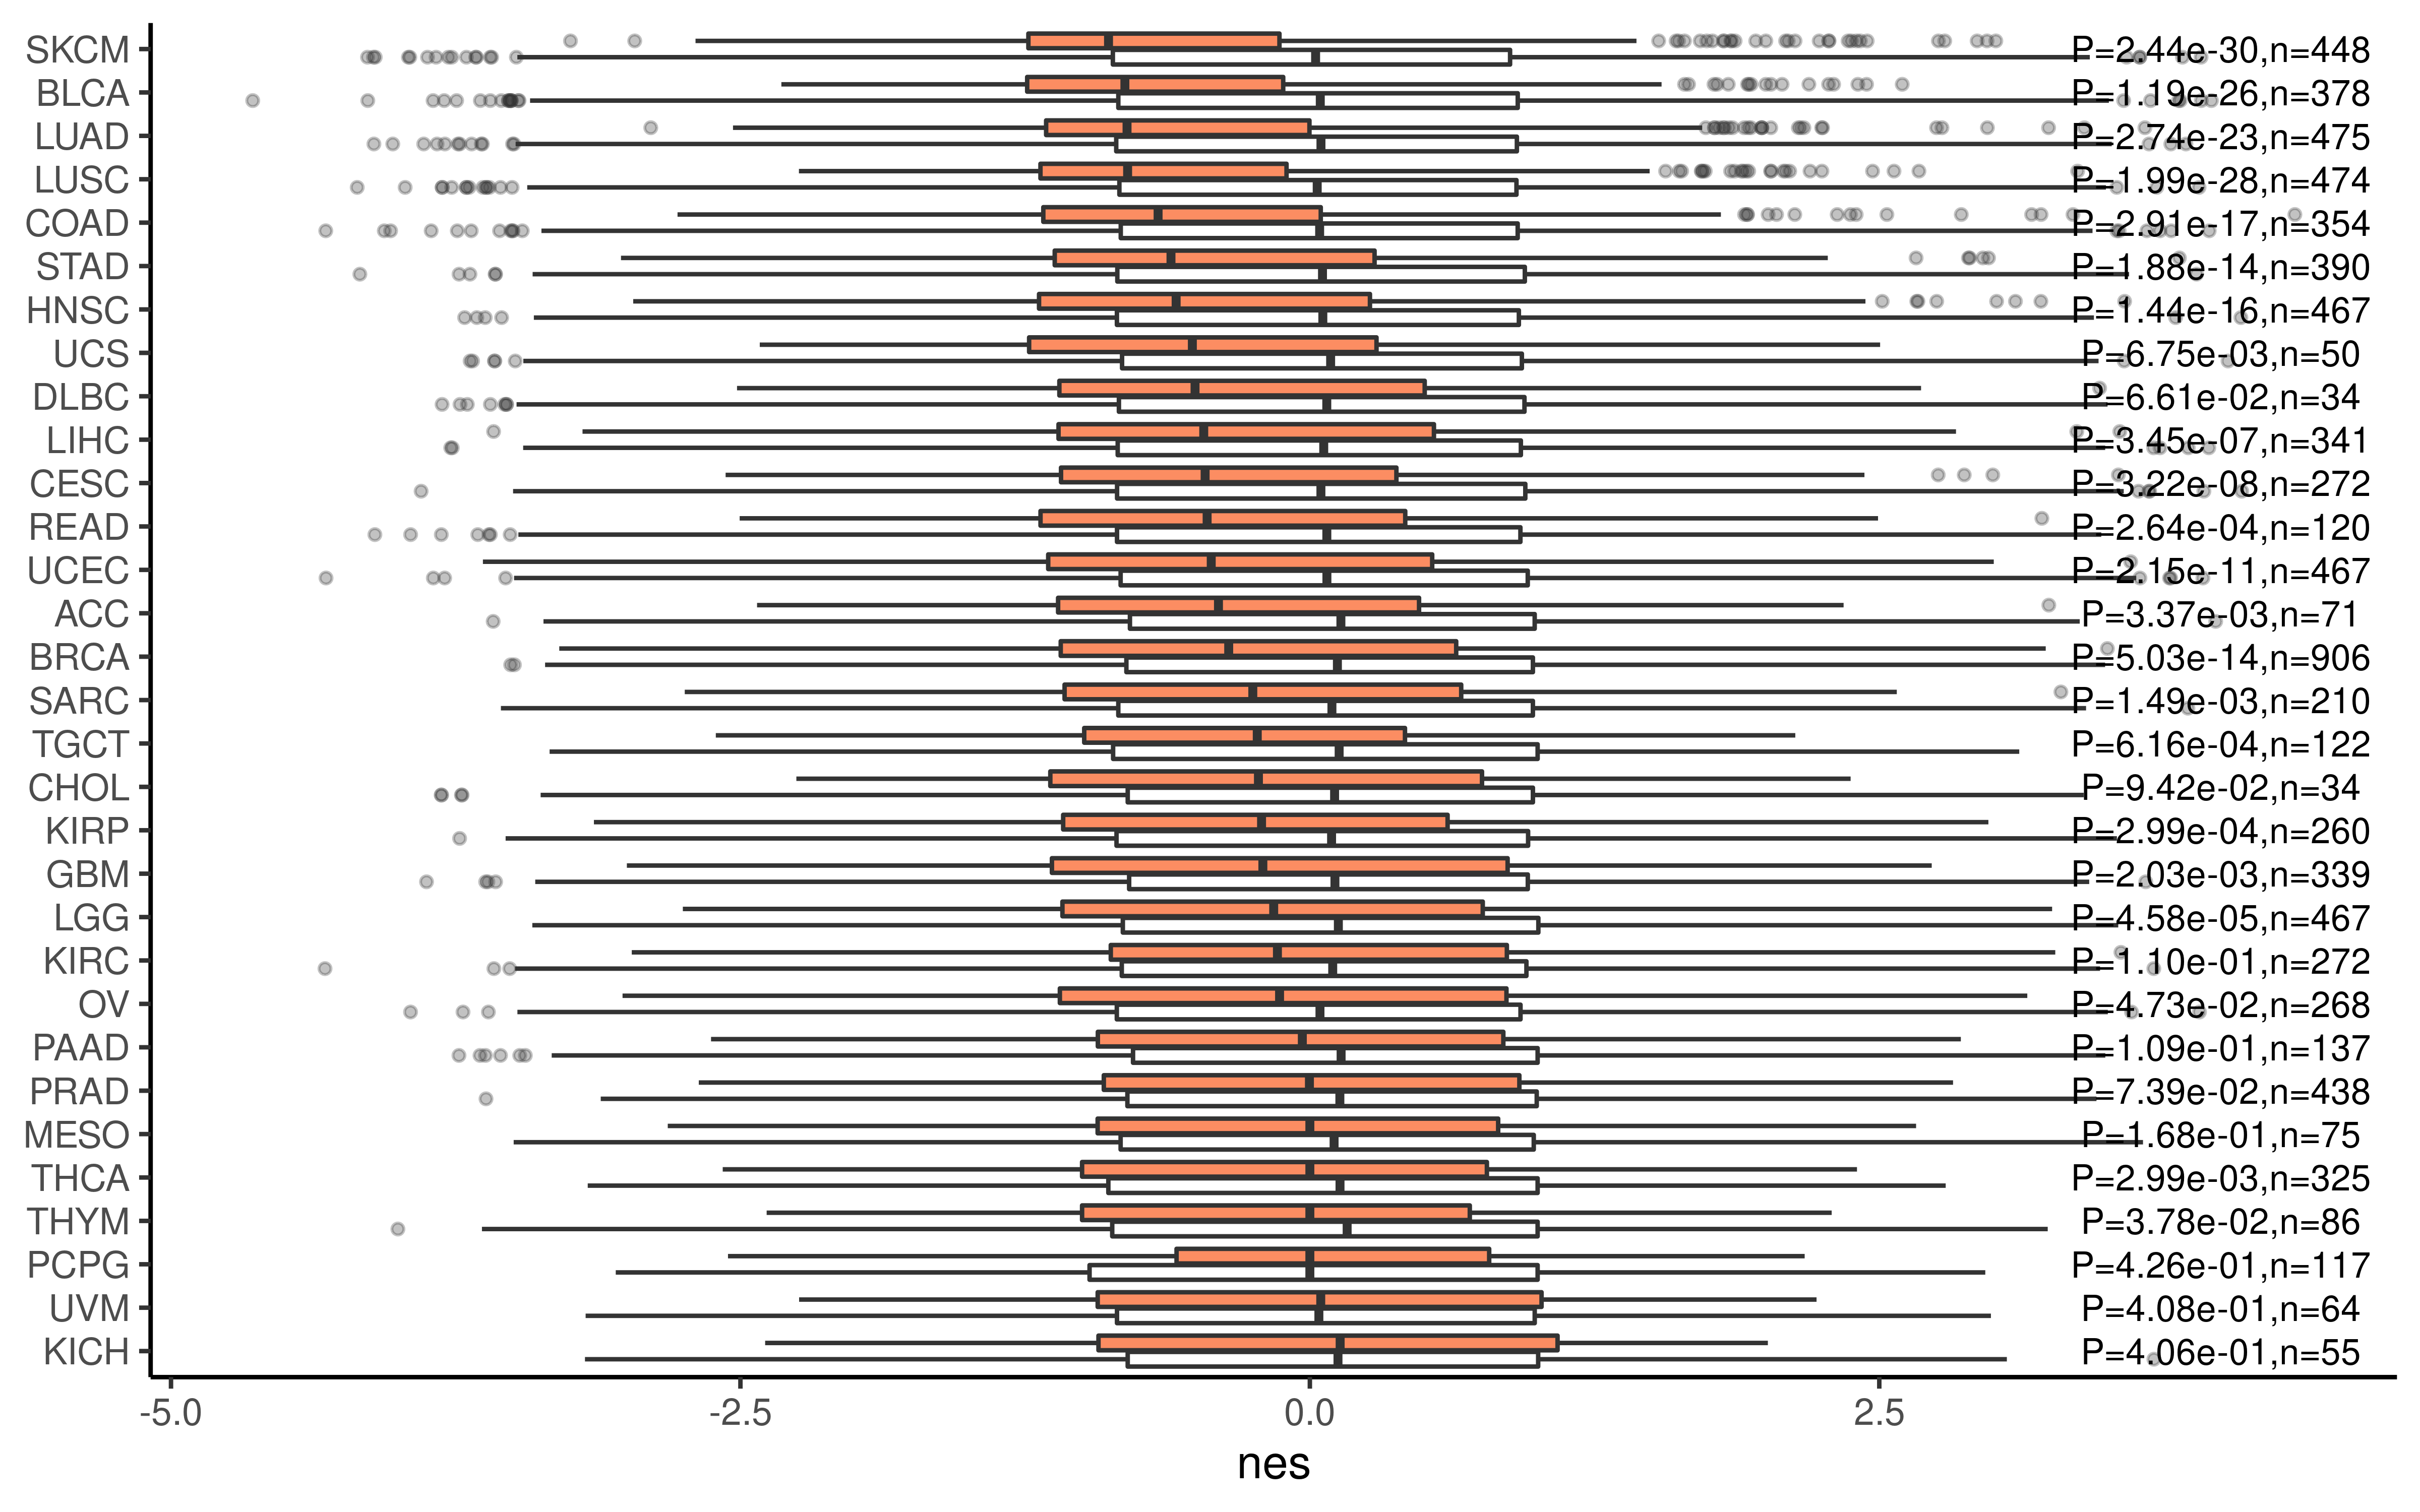 SKCM P=2.44e-30,n=448
BLCA P=1.19e-26,n=378
LUAD P=2.74e-23,n=475
LUSC P=1.99e-28,n=474
COAD P=2.91e-17,n=354
STAD P=1.88e-14,n=390
HNSC P=1.44e-16,n=467
UCS P=6.75e-03,n=50
DLBC P=6.61e-02,n=34
LIHC P=3.45e-07,n=341
CESC P=3.22e-08,n=272
READ P=2.64e-04,n=120
UCEC P=2.15e-11,n=467
ACC P=3.37e-03,n=71
BRCA P=5.03e-14,n=906
SARC P=1.49e-03,n=210
TGCT P=6.16e-04,n=122
CHOL P=9.42e-02,n=34
KIRP P=2.99e-04,n=260
GBM P=2.03e-03,n=339
LGG P=4.58e-05,n=467
KIRC P=1.10e-01,n=272
OV P=4.73e-02,n=268
PAAD P=1.09e-01,n=137
PRAD P=7.39e-02,n=438
MESO P=1.68e-01,n=75
THCA P=2.99e-03,n=325
THYM P=3.78e-02,n=86
PCPG P=4.26e-01,n=117
UVM P=4.08e-01,n=64
KICH P=4.06e-01,n=55
-5.0 -2.5 0.0 2.5
nes